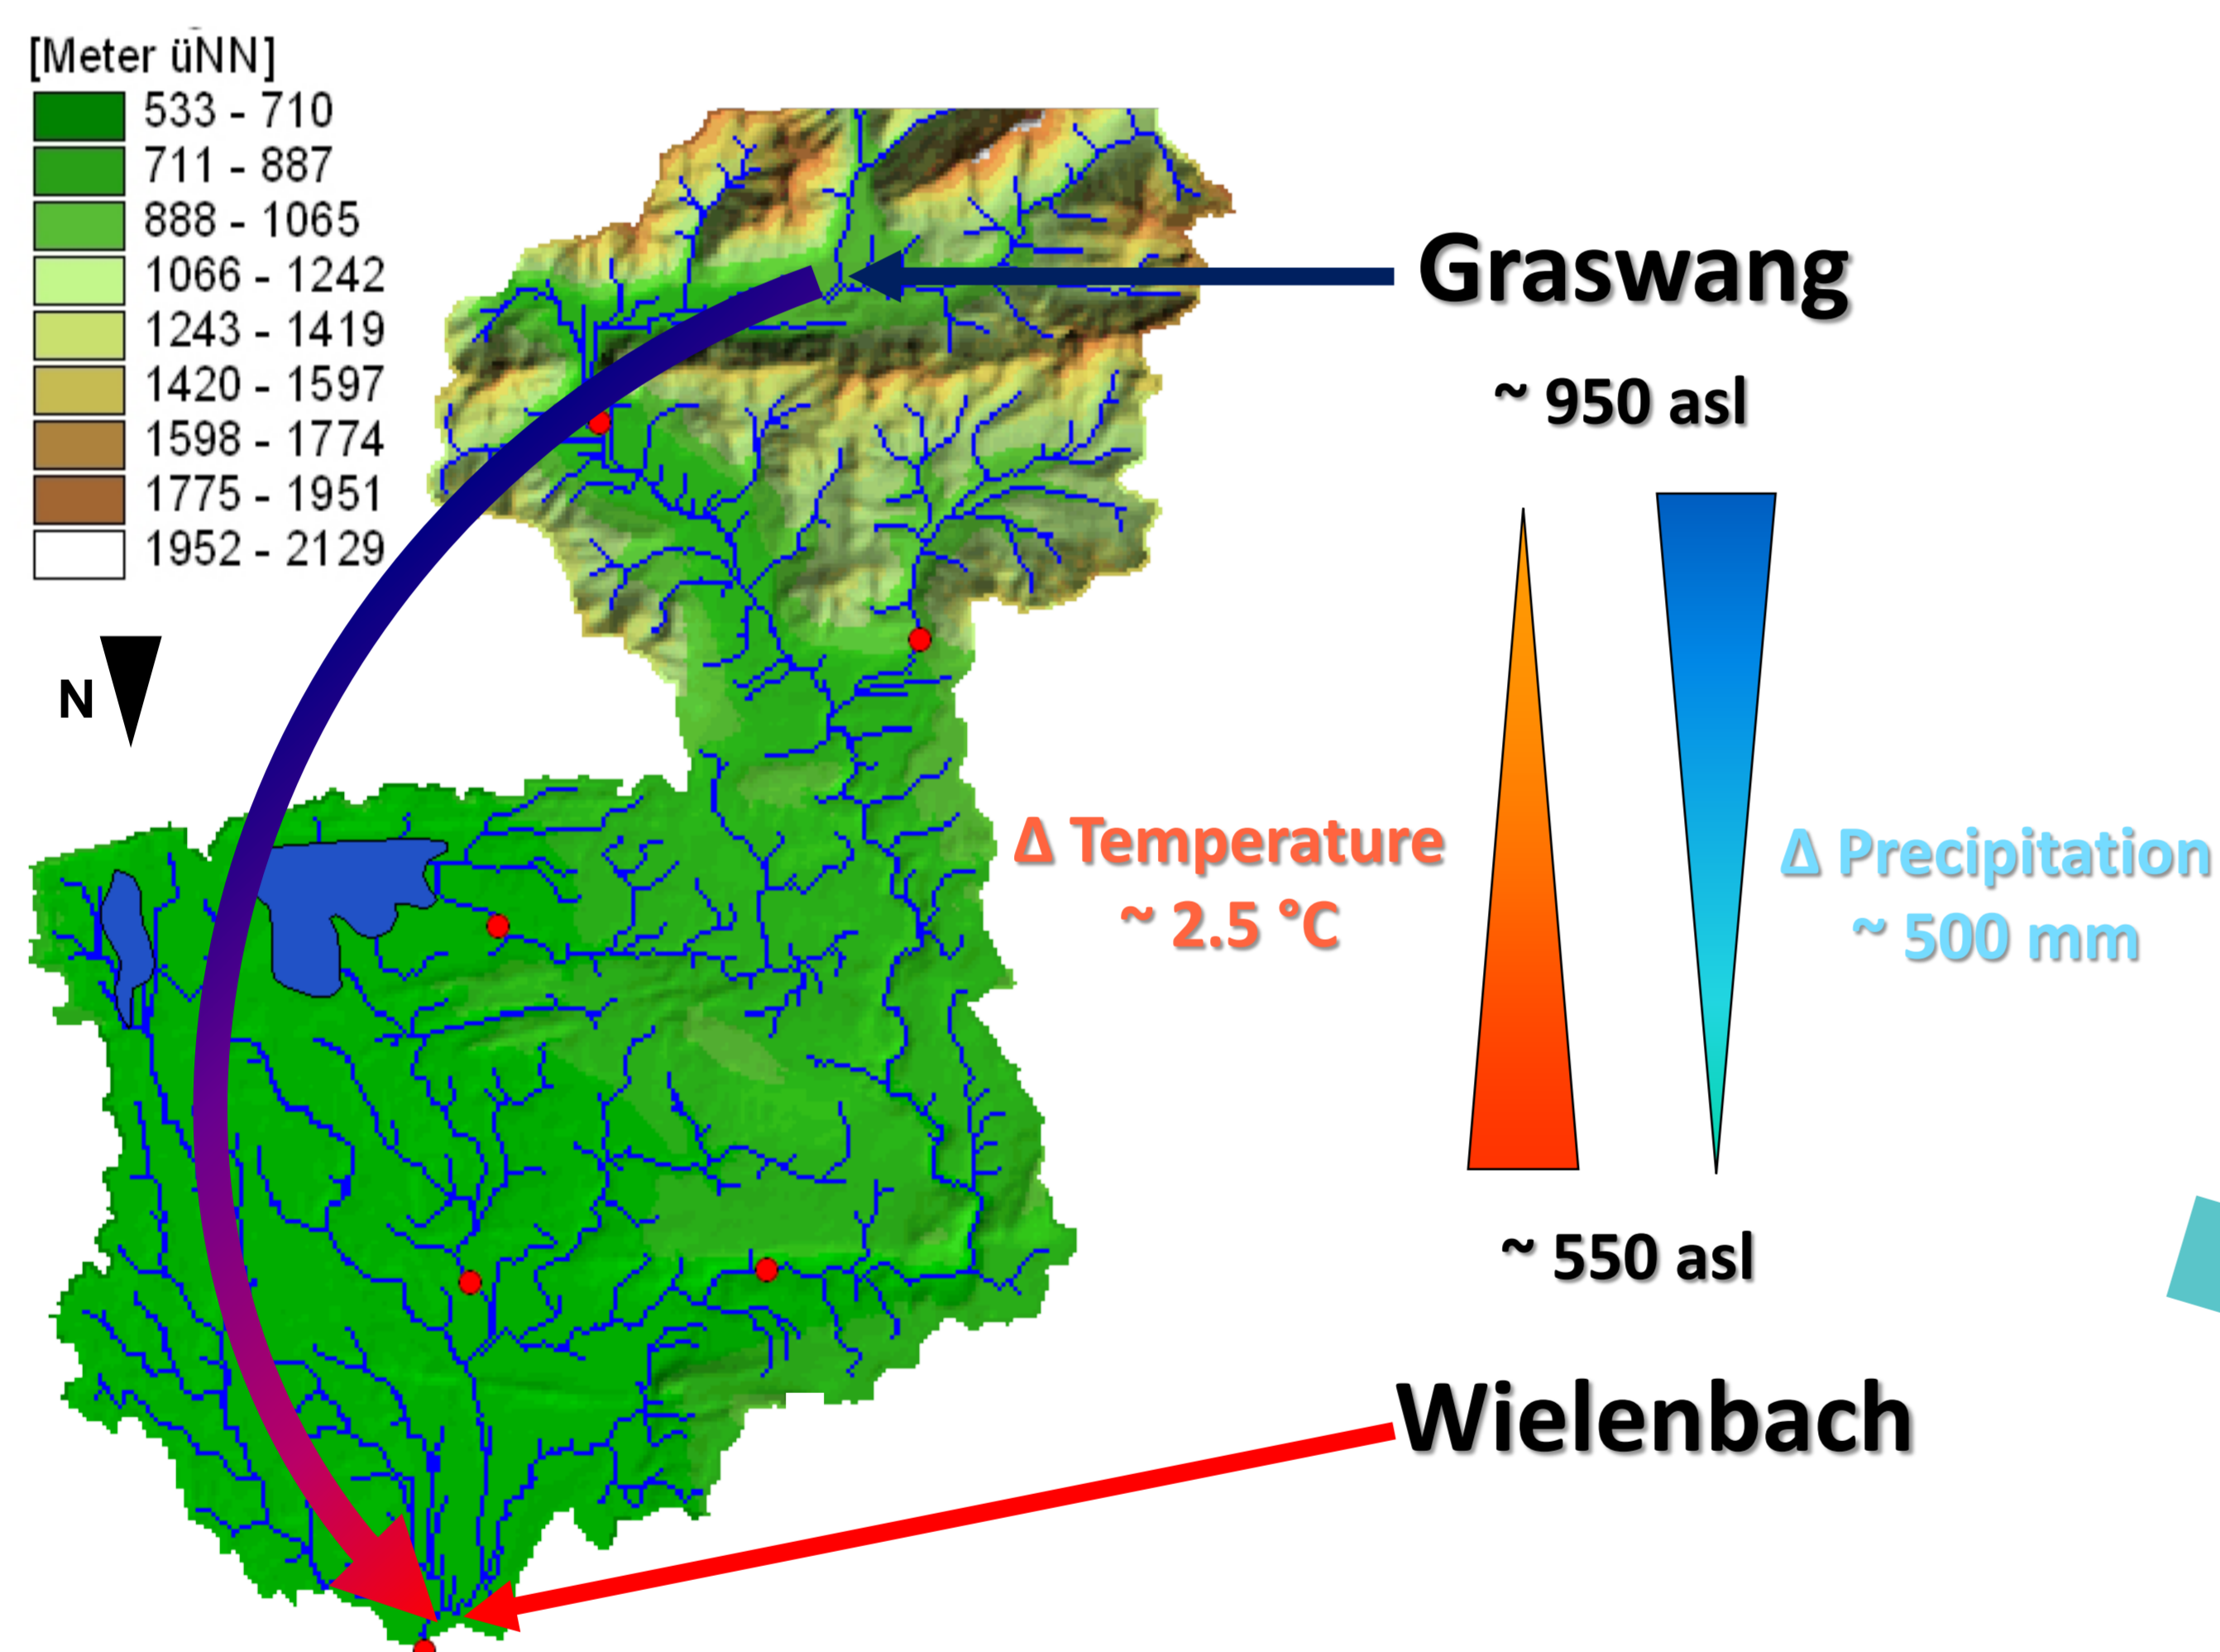 [Meter üNN]
533 - 710
711 - 887
888 - 1065
1066 - 1242
1243 - 1419
1420 - 1597
1598 - 1774
1775 - 1951
1952 - 2129
N
Graswang
~ 950 asl
Δ Temperature
~ 2.5 °C
Δ Precipitation
~ 500 mm
~ 550 asl
Wielenbach